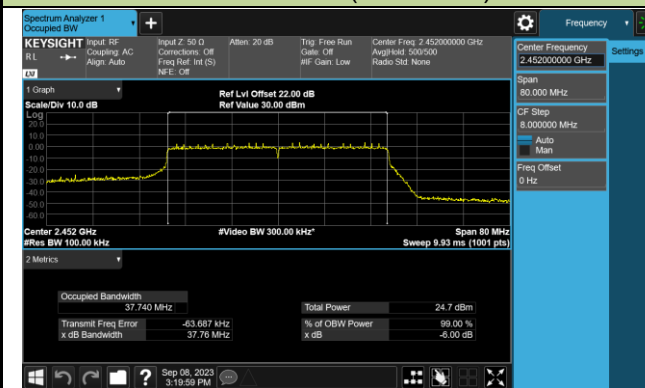 Spectrum Analyzer 1
Occupied BW
+
Frequency
KEYSIGHT
RL
Input: RF
Coupling: AC
Align: Auto
Input Z: 50 Ω
Corrections: Off
Freq Ref: Int (S)
NFE: Off
Atten: 20 dB
Trig: Free Run
Gate: Off
#IF Gain: Low
Center Freq: 2.452000000 GHz
Avg|Hold: 500/500
Radio Std: None
Center Frequency
2.452000000 GHz
Settings
Span
80.000 MHz
CF Step
8.000000 MHz
Auto
Man
Freq Offset
0 Hz
1 Graph
Scale/Div 10.0 dB
Ref Lvl Offset 22.00 dB
Ref Value 30.00 dBm
Log
20.0
10.0
0.00
-10.0
-20.0
-30.0
-40.0
-50.0
-60.0
Center 2.452 GHz
#Video BW 300.00 kHz*
Span 80 MHz
#Res BW 100.00 kHz
Sweep 9.93 ms (1001 pts)
2 Metrics
Occupied Bandwidth
37.740 MHz
Total Power
24.7 dBm
Transmit Freq Error
-63.687 kHz
% of OBW Power
99.00 %
x dB Bandwidth
37.76 MHz
x dB
-6.00 dB
?
Sep 08, 2023
3:19:59 PM